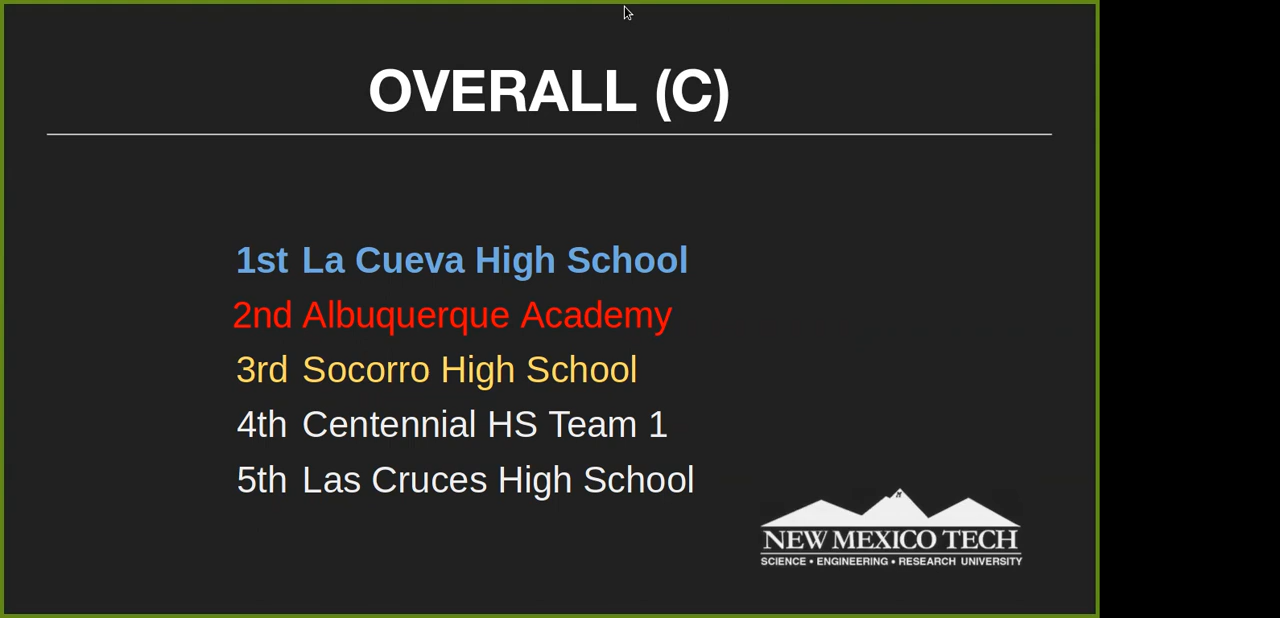 OVERALL (C)
1st La Cueva High School
2nd Albuquerque Academy
3rd Socorro High School
4th Centennial HS Team 1
5th Las Cruces High School
NEW MEXICO TECH
SCIENCE • ENGINEERING • RESEARCH UNIVERSITY